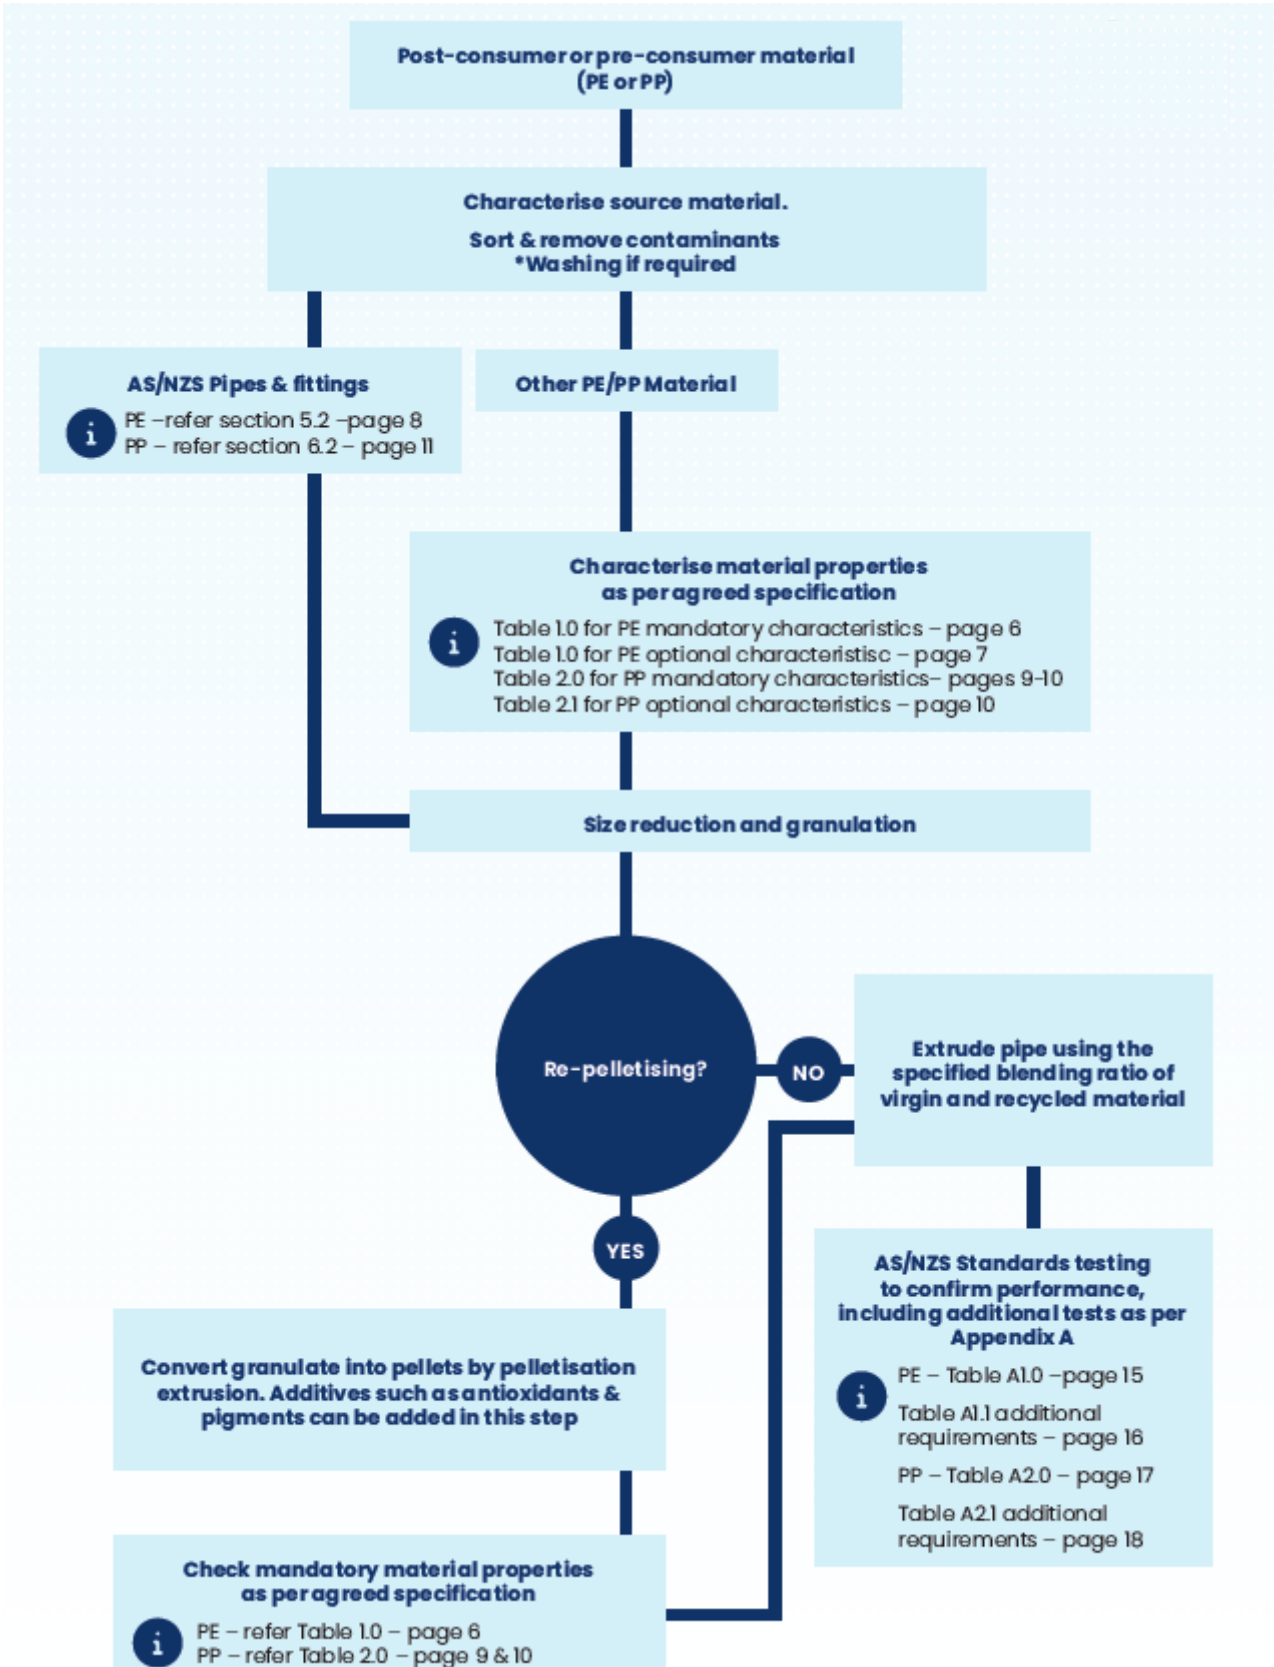 Post-consumer or pre-consumer material
(PE or PP)
Characterise source material.
Sort & remove contaminants
*Washing if required
AS/NZS Pipes & fittings
i
PE –refer section 5.2 –page 8
PP – refer section 6.2 – page 11
Other PE/PP Material
Characterise material properties
as per agreed specification
i
Table 1.0 for PE mandatory characteristics – page 6
Table 1.0 for PE optional characteristisc – page 7
Table 2.0 for PP mandatory characteristics– pages 9-10
Table 2.1 for PP optional characteristics – page 10
Size reduction and granulation
Re-pelletising?
NO
Extrude pipe using the
specified blending ratio of
virgin and recycled material
YES
AS/NZS Standards testing
to confirm performance,
including additional tests as per
Appendix A
i
PE – Table A1.0 –page 15
Table A1.1 additional
requirements – page 16
PP – Table A2.0 – page 17
Table A2.1 additional
requirements – page 18
Convert granulate into pellets by pelletisation
extrusion. Additives such as antioxidants &
pigments can be added in this step
Check mandatory material properties
as per agreed specification
i
PE – refer Table 1.0 – page 6
PP – refer Table 2.0 – page 9 & 10